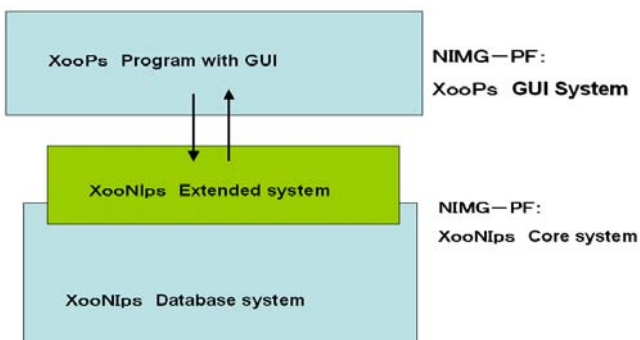 XooPs Program with GUI
NIMG-PF:
XooPs GUI System
XooNIps Extended system
NIMG-PF:
XooNIps Core system
XooNIps Database system